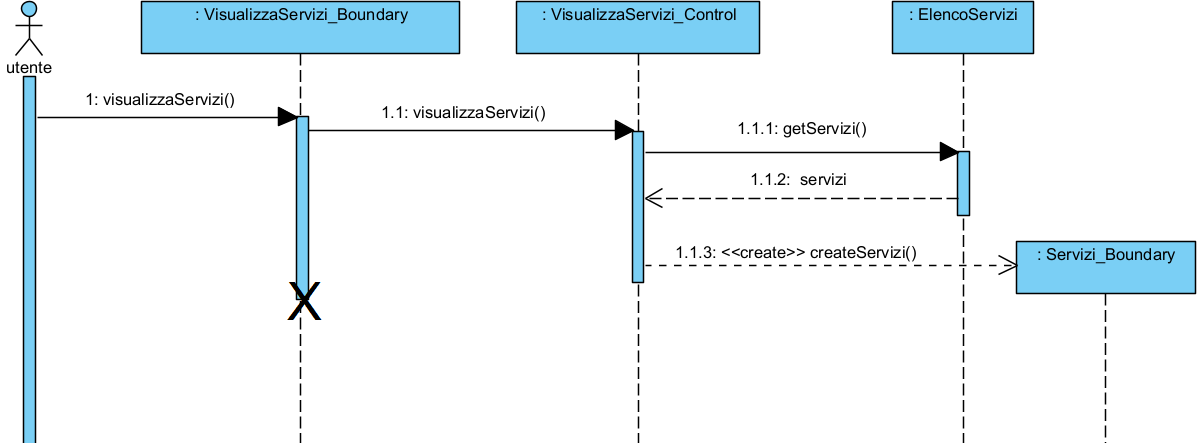 : VisualizzaServizi_Boundary
: VisualizzaServizi_Control
: ElencoServizi
utente
1: visualizzaServizi()
1.1: visualizzaServizi()
1.1.1: getServizi()
1.1.2:  servizi
1.1.3: <<create>> createServizi()
: Servizi_Boundary